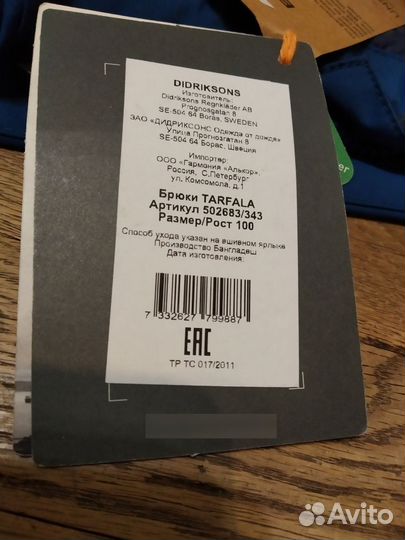 DIDRIKSONS
Изготовитель:
Didriksons Regnkläder AB
Prognosgatan 8
SE-504 64 Boras, SWEDEN
ЗАО «ДИДРИКСОНС Одежда от дождя»
Улица Прогнозгатан 8
SE-504 64 Борас, Швеция
Импортер:
ООО «Гармония «Алькор»,
Россия, С.Петербург
ул. Комсомола, д.1
Брюки TARFALA
Артикул 502683/343
Размер/Рост 100
Способ ухода указан на вшивном ярлыке
Производство Бангладеш
Дата изготовления:
7 332627 799887
EAC
ТР ТС 017/2011
Avito